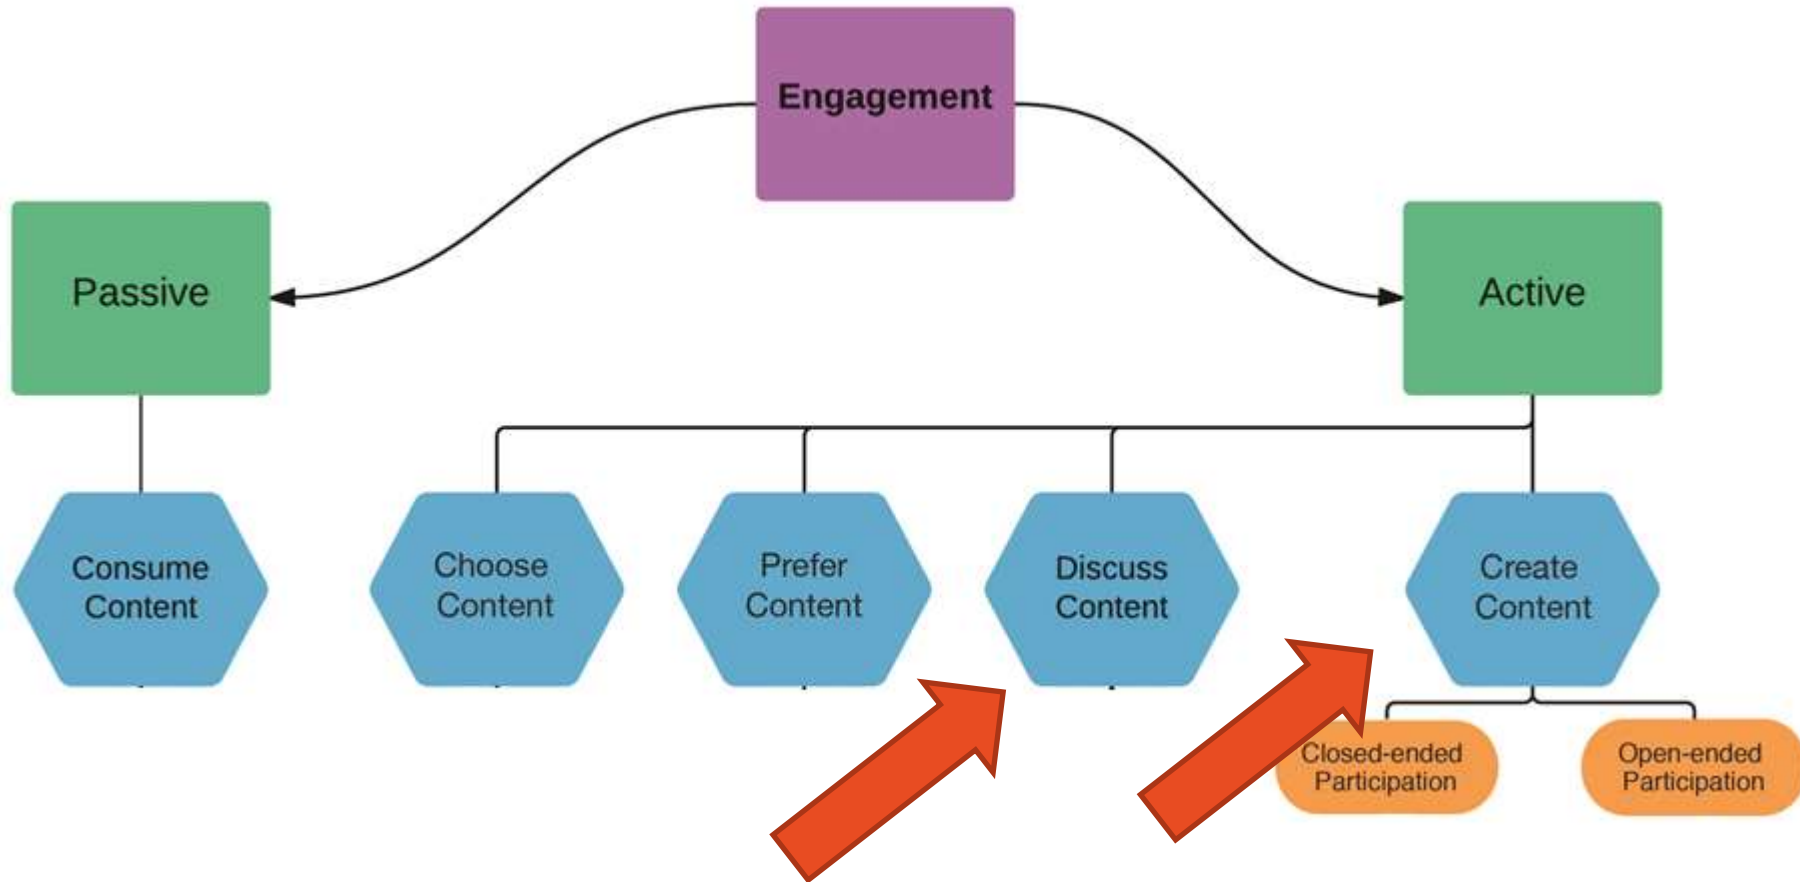 Engagement
Passive
Active
Consume
Content
Choose
Content
Prefer
Content
Discuss
Content
Create
Content
Closed-ended
Participation
Open-ended
Participation